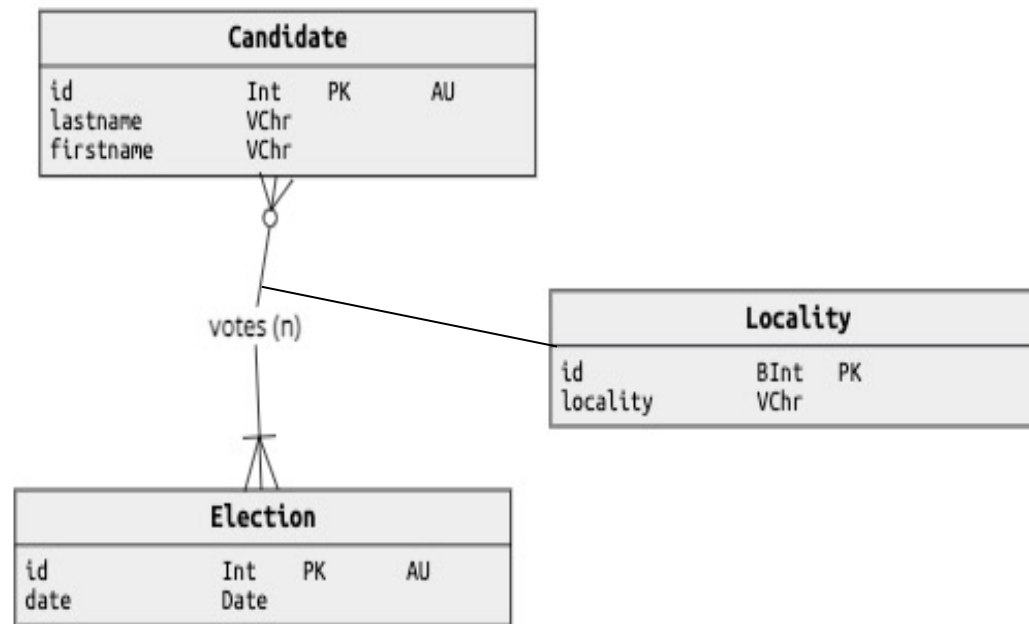 Candidate
id Int PK AU
lastname VChr
firstname VChr
votes (n)
Locality
id BInt PK
locality VChr
Election
id Int PK AU
date Date